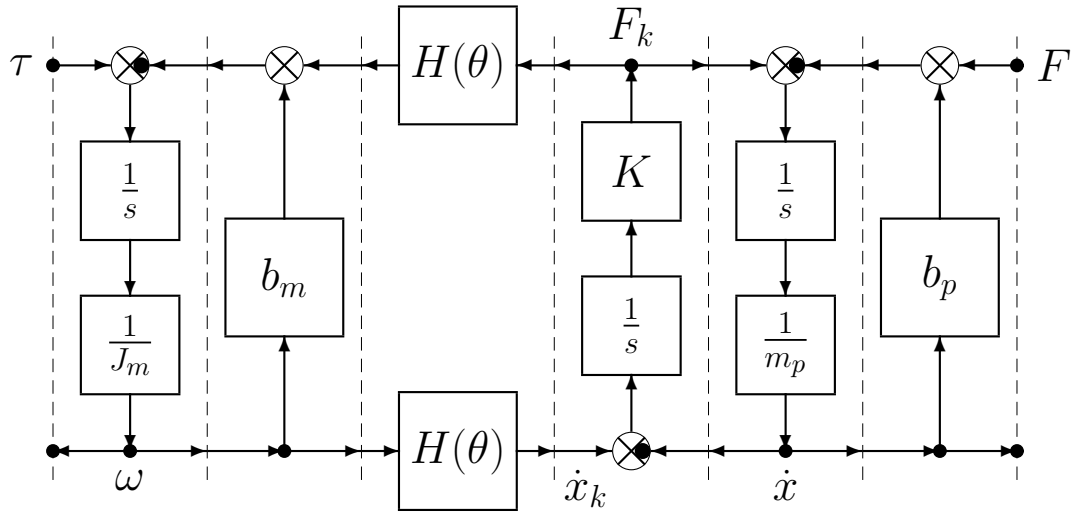 F_k
τ H(θ) F
1/s K 1/s
b_m b_p
1/J_m 1/s 1/m_p
H(θ)
ω ẋ_k ẋ